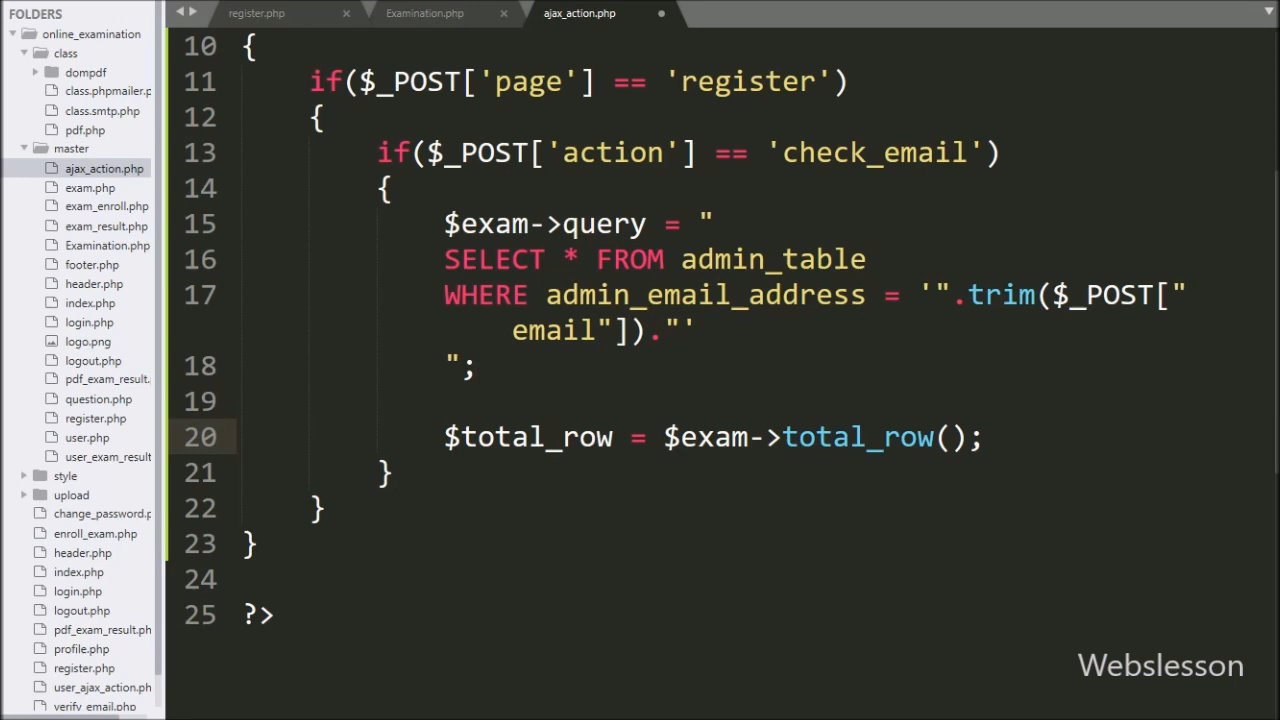 FOLDERS
online_examination
class
dompdf
class.phpmailer.p
class.smtp.php
pdf.php
master
ajax_action.php
exam.php
exam_enroll.php
exam_result.php
Examination.php
footer.php
header.php
index.php
login.php
logo.png
logout.php
pdf_exam_result.
question.php
register.php
user.php
user_exam_result
style
upload
change_password.p
enroll_exam.php
header.php
index.php
login.php
logout.php
pdf_exam_result.ph
profile.php
register.php
user_ajax_action.ph
verify_email.php
register.php × Examination.php × ajax_action.php
10 {
11 if($_POST['page'] == 'register')
12 {
13 if($_POST['action'] == 'check_email')
14 {
15 $exam->query = "
16 SELECT * FROM admin_table
17 WHERE admin_email_address = '".trim($_POST["
email"])."'
18 ";
19
20 $total_row = $exam->total_row();
21 }
22 }
23 }
24
25 ?>
Webslesson